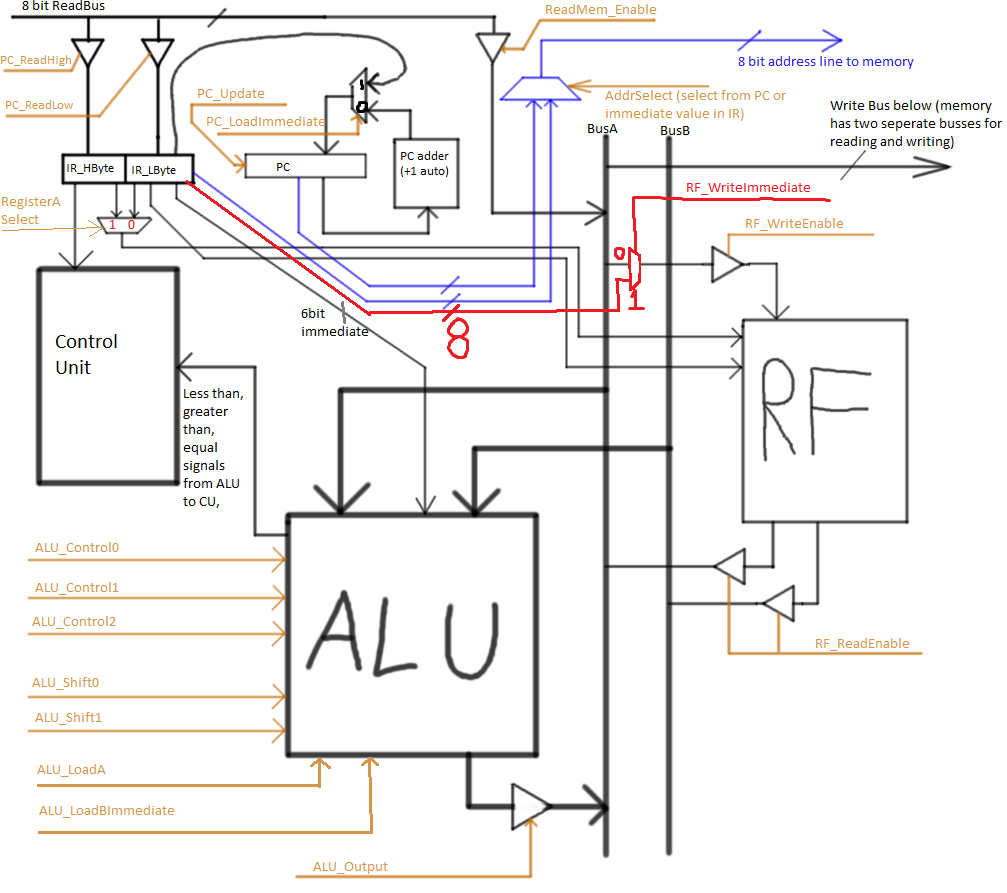 8 bit ReadBus
ReadMem_Enable
PC_ReadHigh
8 bit address line to memory
PC_Update
AddrSelect (select from PC or
immediate value in IR)
PC_ReadLow
Write Bus below (memory
has two seperate busses for
reading and writing)
PC_LoadImmediate
1
0
BusA
BusB
IR_HByte
IR_LByte
PC
PC adder
(+1 auto)
RF_WriteImmediate
RegisterA
Select
1 0
RF_WriteEnable
0
1
6bit
immediate
8
Control
Unit
RF
Less than,
greater
than,
equal
signals
from ALU
to CU,
ALU_Control0
ALU_Control1
ALU_Control2
ALU
RF_ReadEnable
ALU_Shift0
ALU_Shift1
ALU_LoadA
ALU_LoadBImmediate
ALU_Output